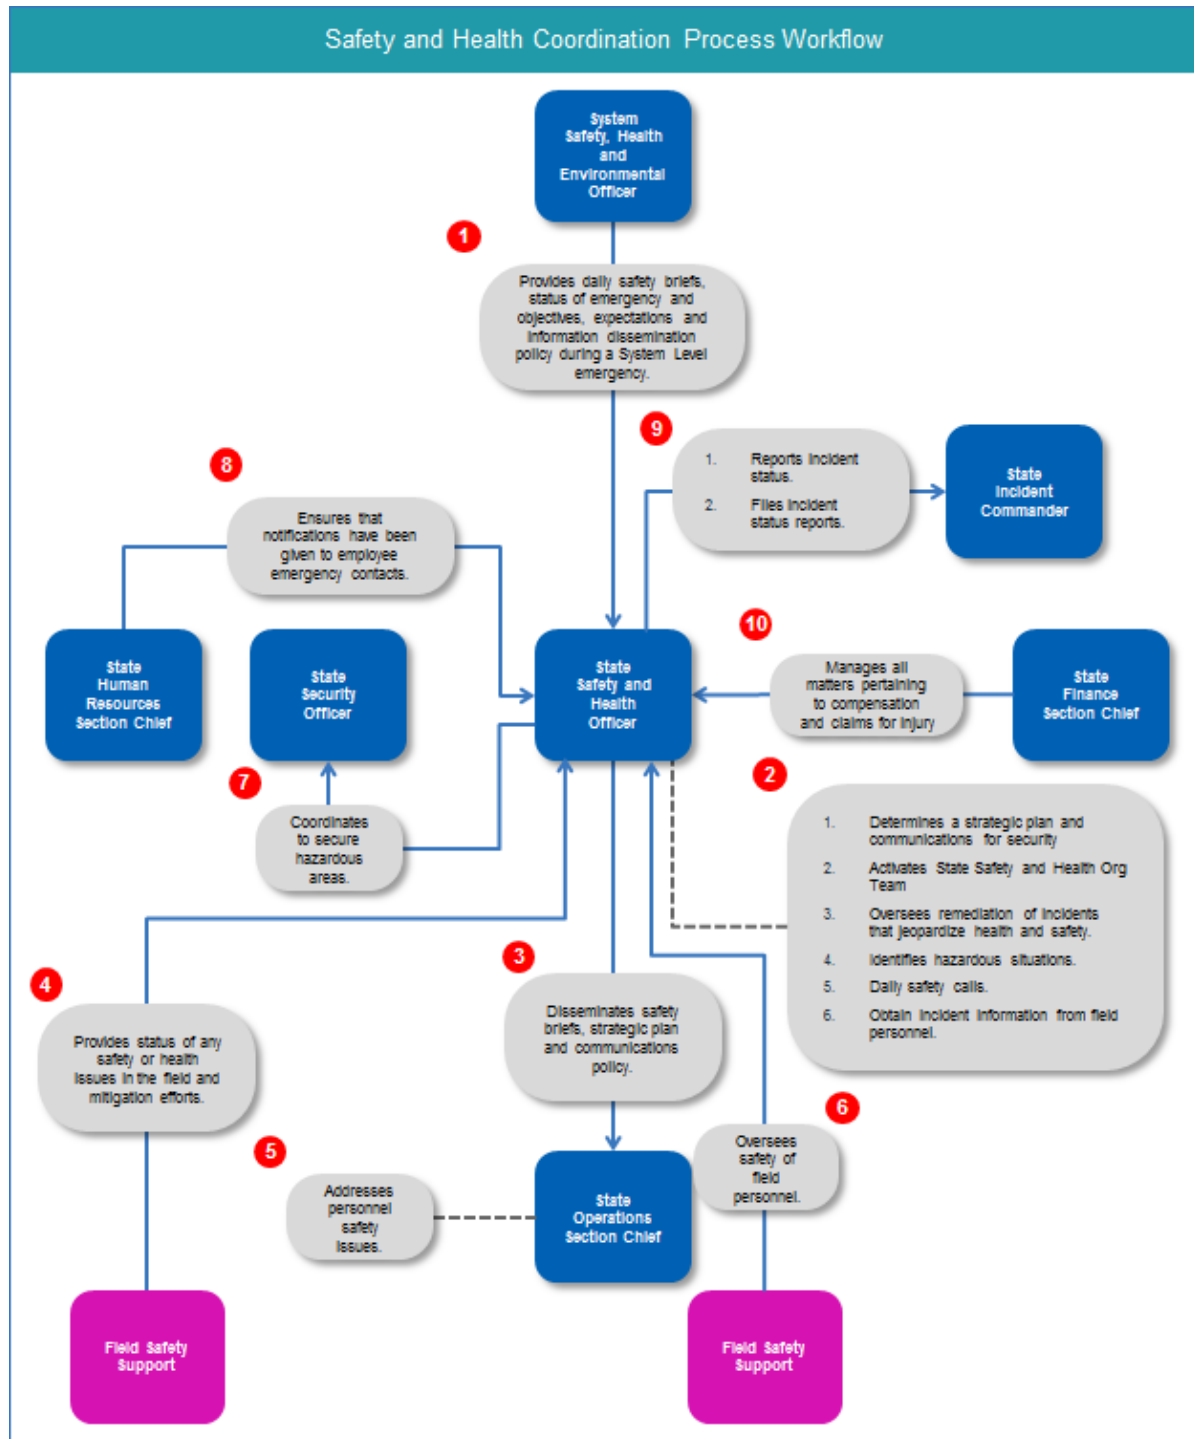 Safety and Health Coordination Process Workflow
System
Safety, Health
and
Environmental
Officer
1
Provides daily safety briefs,
status of emergency and
objectives, expectations and
information dissemination
policy during a System Level
emergency.
9
1. Reports incident
status.
2. Files incident
status reports.
State
Incident
Commander
8
Ensures that
notifications have been
given to employee
emergency contacts.
10
Manages all
matters pertaining
to compensation
and claims for injury
State
Human
Resources
Section Chief
State
Security
Officer
State
Safety and
Health
Officer
State
Finance
Section Chief
7
Coordinates
to secure
hazardous
areas.
2
1. Determines a strategic plan and
communications for security
2. Activates State Safety and Health Org
Team
3. Oversees remediation of incidents
that jeopardize health and safety.
4. Identifies hazardous situations.
5. Daily safety calls.
6. Obtain incident information from field
personnel.
4
Provides status of any
safety or health
issues in the field and
mitigation efforts.
3
Disseminates safety
briefs, strategic plan
and communications
policy.
6
Oversees
safety of
field
personnel.
5
Addresses
personnel
safety
issues.
State
Operations
Section Chief
Field Safety
Support
Field Safety
Support